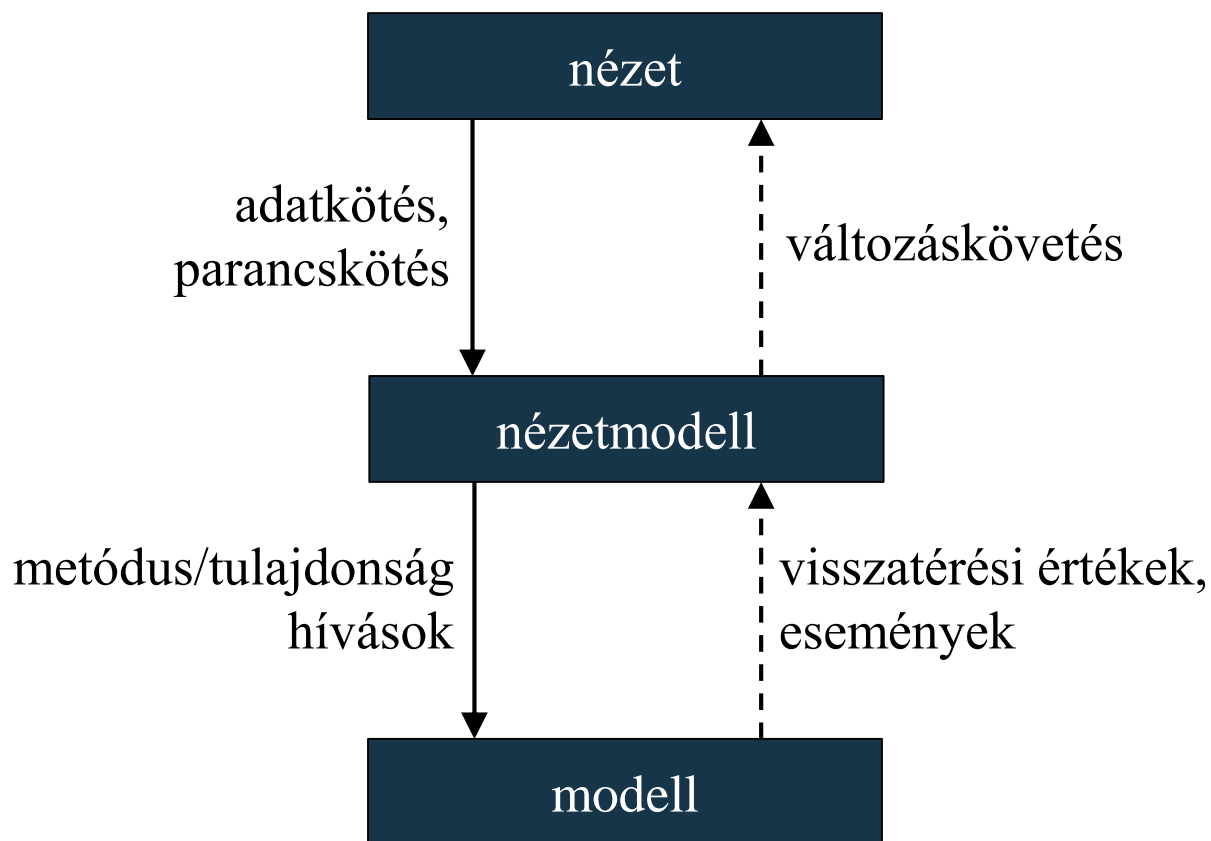 nézet
adatkötés,
parancskötés
változáskövetés
nézetmodell
metódus/tulajdonság
hívások
visszatérési értékek,
események
modell